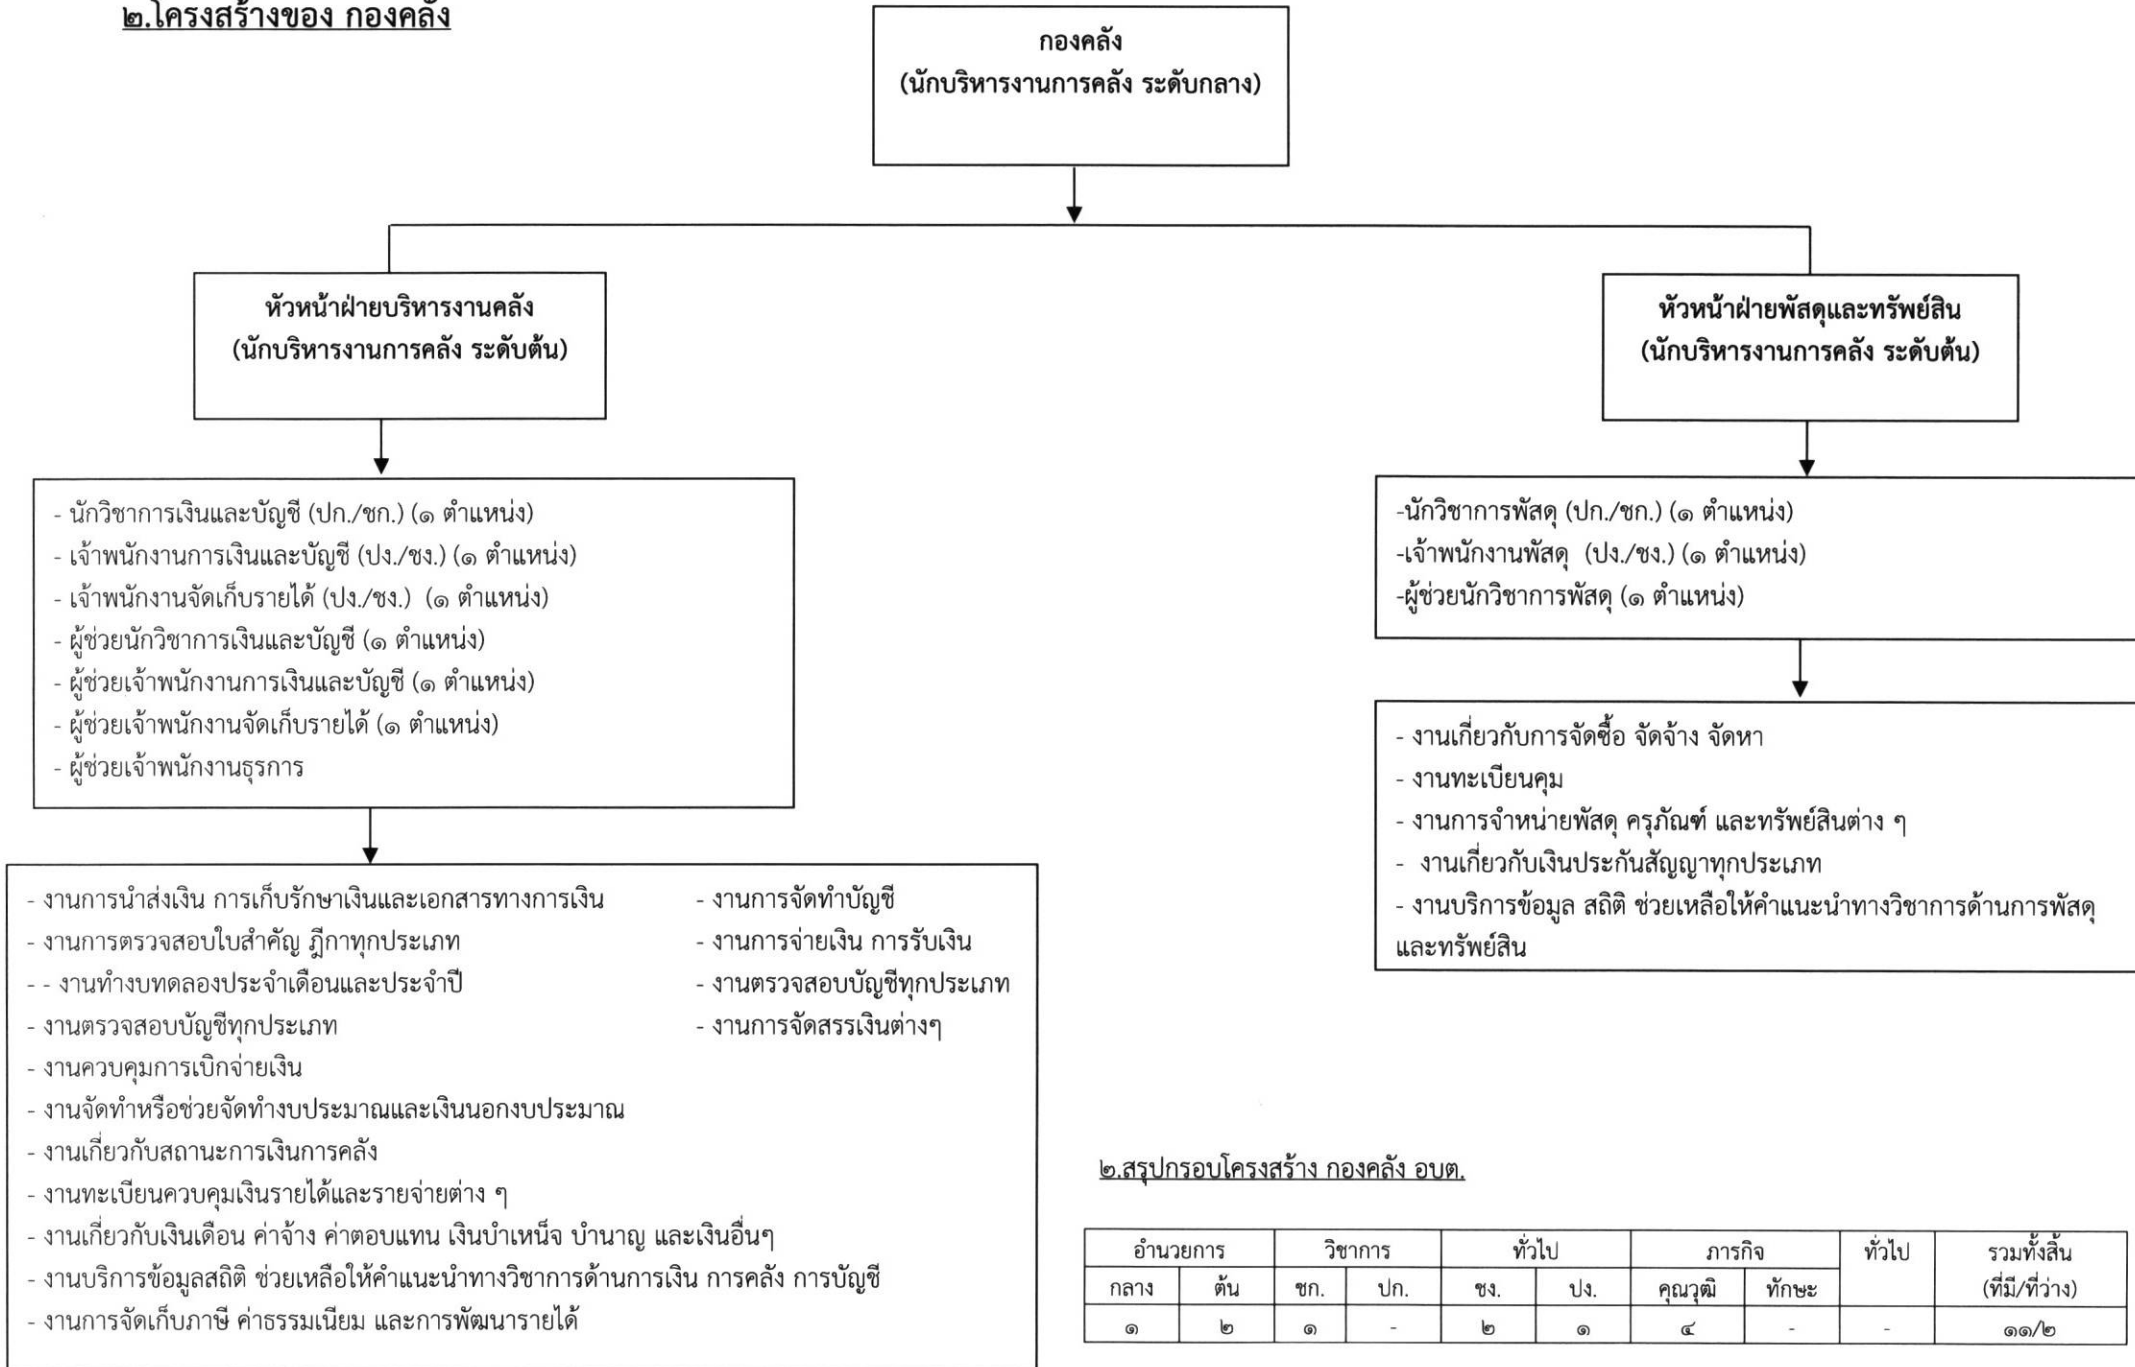 ๒.โครงสร้างของ กองคลัง
กองคลัง
(นักบริหารงานการคลัง ระดับกลาง)
หัวหน้าฝ่ายบริหารงานคลัง
(นักบริหารงานการคลัง ระดับต้น)
หัวหน้าฝ่ายพัสดุและทรัพย์สิน
(นักบริหารงานการคลัง ระดับต้น)
- นักวิชาการเงินและบัญชี (ปก./ชก.) (๑ ตำแหน่ง)
- เจ้าพนักงานการเงินและบัญชี (ปง./ชง.) (๑ ตำแหน่ง)
- เจ้าพนักงานจัดเก็บรายได้ (ปง./ชง.) (๑ ตำแหน่ง)
- ผู้ช่วยนักวิชาการเงินและบัญชี (๑ ตำแหน่ง)
- ผู้ช่วยเจ้าพนักงานการเงินและบัญชี (๑ ตำแหน่ง)
- ผู้ช่วยเจ้าพนักงานจัดเก็บรายได้ (๑ ตำแหน่ง)
- ผู้ช่วยเจ้าพนักงานธุรการ
-นักวิชาการพัสดุ (ปก./ชก.) (๑ ตำแหน่ง)
-เจ้าพนักงานพัสดุ (ปง./ชง.) (๑ ตำแหน่ง)
-ผู้ช่วยนักวิชาการพัสดุ (๑ ตำแหน่ง)
- งานเกี่ยวกับการจัดซื้อ จัดจ้าง จัดหา
- งานทะเบียนคุม
- งานการจำหน่ายพัสดุ ครุภัณฑ์ และทรัพย์สินต่าง ๆ
- งานเกี่ยวกับเงินประกันสัญญาทุกประเภท
- งานบริการข้อมูล สถิติ ช่วยเหลือให้คำแนะนำทางวิชาการด้านการพัสดุ
และทรัพย์สิน
- งานการนำส่งเงิน การเก็บรักษาเงินและเอกสารทางการเงิน - งานการจัดทำบัญชี
- งานการตรวจสอบใบสำคัญ ฎีกาทุกประเภท - งานการจ่ายเงิน การรับเงิน
- - งานทำงบทดลองประจำเดือนและประจำปี - งานตรวจสอบบัญชีทุกประเภท
- งานตรวจสอบบัญชีทุกประเภท - งานการจัดสรรเงินต่างๆ
- งานควบคุมการเบิกจ่ายเงิน
- งานจัดทำหรือช่วยจัดทำงบประมาณและเงินนอกงบประมาณ
- งานเกี่ยวกับสถานะการเงินการคลัง
- งานทะเบียนควบคุมเงินรายได้และรายจ่ายต่าง ๆ
- งานเกี่ยวกับเงินเดือน ค่าจ้าง ค่าตอบแทน เงินบำเหน็จ บำนาญ และเงินอื่นๆ
- งานบริการข้อมูลสถิติ ช่วยเหลือให้คำแนะนำทางวิชาการด้านการเงิน การคลัง การบัญชี
- งานการจัดเก็บภาษี ค่าธรรมเนียม และการพัฒนารายได้
๒.สรุปกรอบโครงสร้าง กองคลัง อบต.
อำนวยการ วิชาการ ทั่วไป ภารกิจ ทั่วไป รวมทั้งสิ้น
กลาง ต้น ชก. ปก. ชง. ปง. คุณวุฒิ ทักษะ (ที่มี/ที่ว่าง)
๑ ๒ ๑ - ๒ ๑ ๔ - - ๑๑/๒